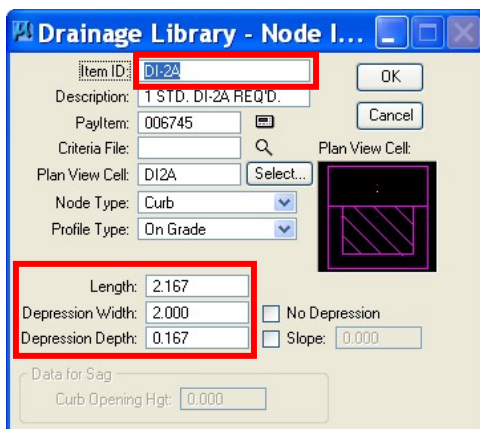 Drainage Library - Node I...
Item ID: DI-2A
OK
Description: 1 STD. DI-2A REQ'D.
PayItem: 006745
Cancel
Criteria File:
Plan View Cell:
Plan View Cell: DI2A Select...
Node Type: Curb
Profile Type: On Grade
Length: 2.167
Depression Width: 2.000 No Depression
Depression Depth: 0.167 Slope: 0.000
Data for Sag
Curb Opening Hgt: 0.000